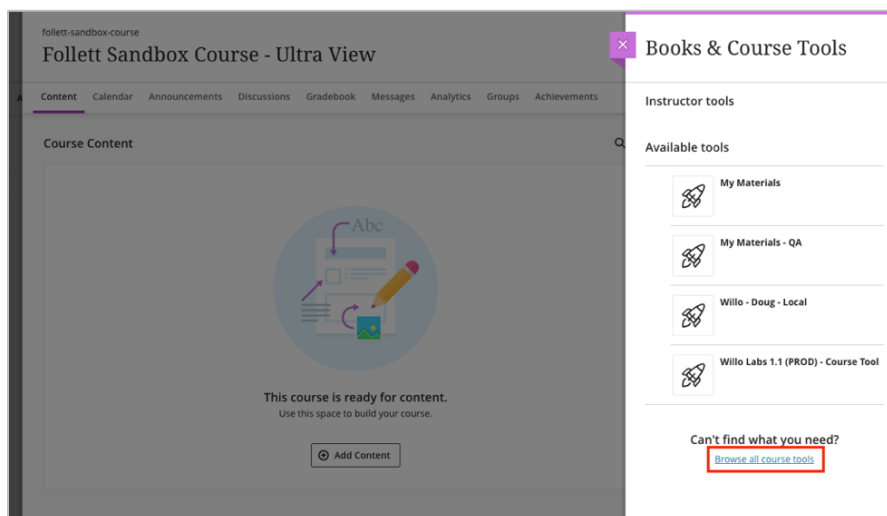 follett-sandbox-course
Follett Sandbox Course - Ultra View
Content Calendar Announcements Discussions Gradebook Messages Analytics Groups Achievements
Course Content
Abc
This course is ready for content.
Use this space to build your course.
Add Content
Books & Course Tools
Instructor tools
Available tools
My Materials
My Materials - QA
Willo - Doug - Local
Willo Labs 1.1 (PROD) - Course Tool
Can't find what you need?
Browse all course tools